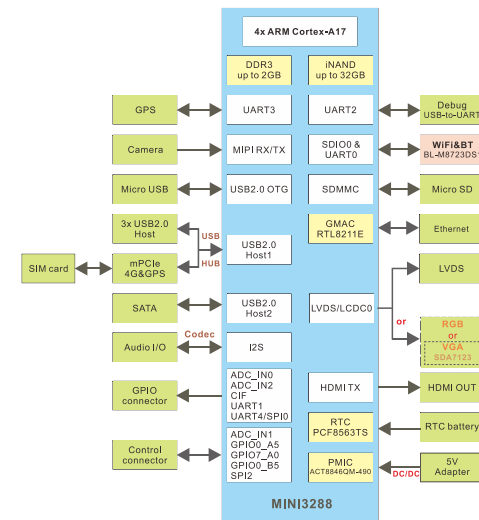 4x ARM Cortex-A17
DDR3
up to 2GB
iNAND
up to 32GB
GPS
UART3
UART2
Debug
USB-to-UART
Camera
MIPI RX/TX
SDIO0 &
UART0
WiFi&BT
BL-M8723DS1
Micro USB
USB2.0 OTG
SDMMC
Micro SD
3x USB2.0
Host
USB
HUB
USB2.0
Host1
GMAC
RTL8211E
Ethernet
SIM card
mPCIe
4G&GPS
LVDS
SATA
USB2.0
Host2
LVDS/LCDC0
or
RGB
or
VGA
SDA7123
Audio I/O
Codec
I2S
GPIO
connector
ADC_IN0
ADC_IN2
CIF
UART1
UART4/SPI0
HDMI TX
HDMI OUT
RTC
PCF8563TS
RTC battery
Control
connector
ADC_IN1
GPIO0_A5
GPIO7_A0
GPIO0_B5
SPI2
PMIC
ACT8846QM-490
DC/DC
5V
Adapter
MINI3288